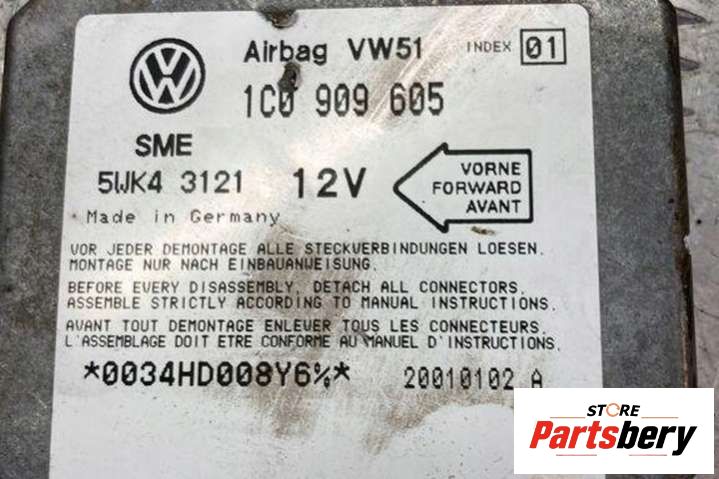 Airbag VW51 INDEX 01
1C0 909 605
SME
5WK4 3121 12V
VORNE
FORWARD
AVANT
Made in Germany
VOR JEDER DEMONTAGE ALLE STECKVERBINDUNGEN LOESEN.
MONTAGE NUR NACH EINBAUANWEISUNG.
BEFORE EVERY DISASSEMBLY, DETACH ALL CONNECTORS.
ASSEMBLE STRICTLY ACCORDING TO MANUAL INSTRUCTIONS.
AVANT TOUT DEMONTAGE ENLEVER TOUS LES CONNECTEURS.
L'ASSEMBLAGE DOIT ETRE CONFORME AU MANUEL D'INSTRUCTIONS.
*0034HD008Y6%* 20010102 A
STORE
Partsbery